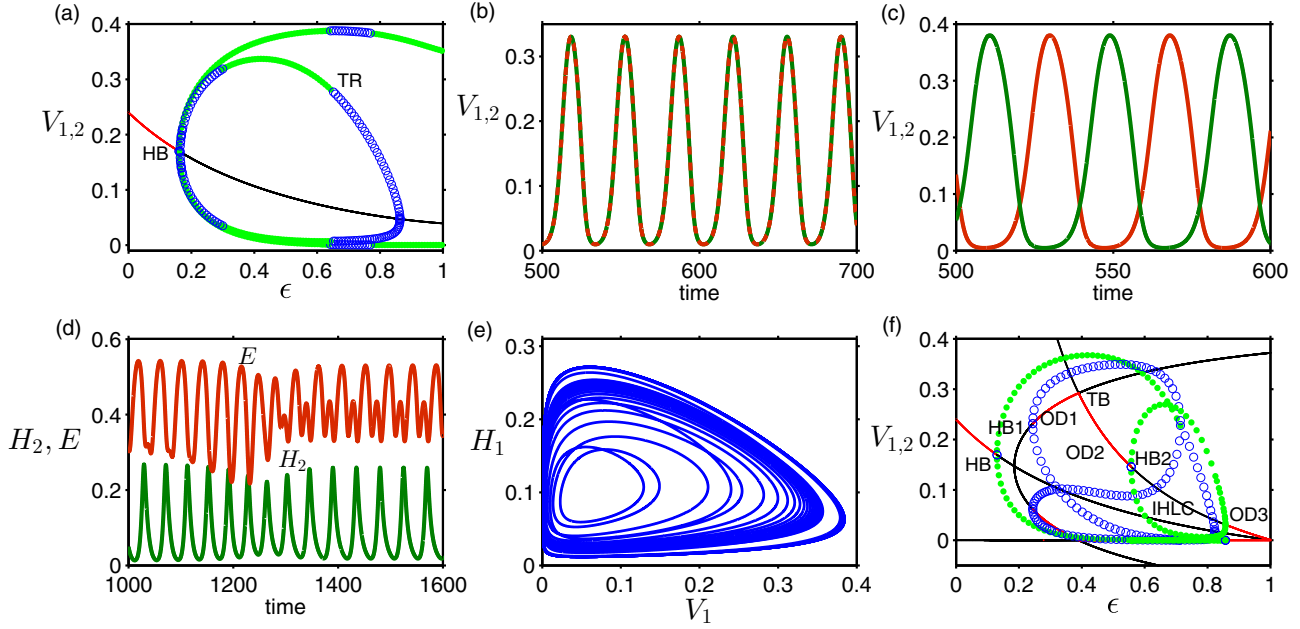 (a)
0.4
0.3
0.2
0.1
0
V1,2
HB
TR
0 0.2 0.4 0.6 0.8 1
ϵ
(b)
0.3
0.2
0.1
0
V1,2
500 600 700
time
(c)
0.4
0.3
0.2
0.1
0
V1,2
500 550 600
time
(d)
0.6
0.4
0.2
0
H2, E
E
H2
1000 1200 1400 1600
time
(e)
0.3
0.2
0.1
0
H1
0 0.1 0.2 0.3 0.4
V1
(f)
0.4
0.3
0.2
0.1
0
V1,2
HB
HB1
OD1
TB
OD2
HB2
IHLC
OD3
0 0.2 0.4 0.6 0.8 1
ϵ